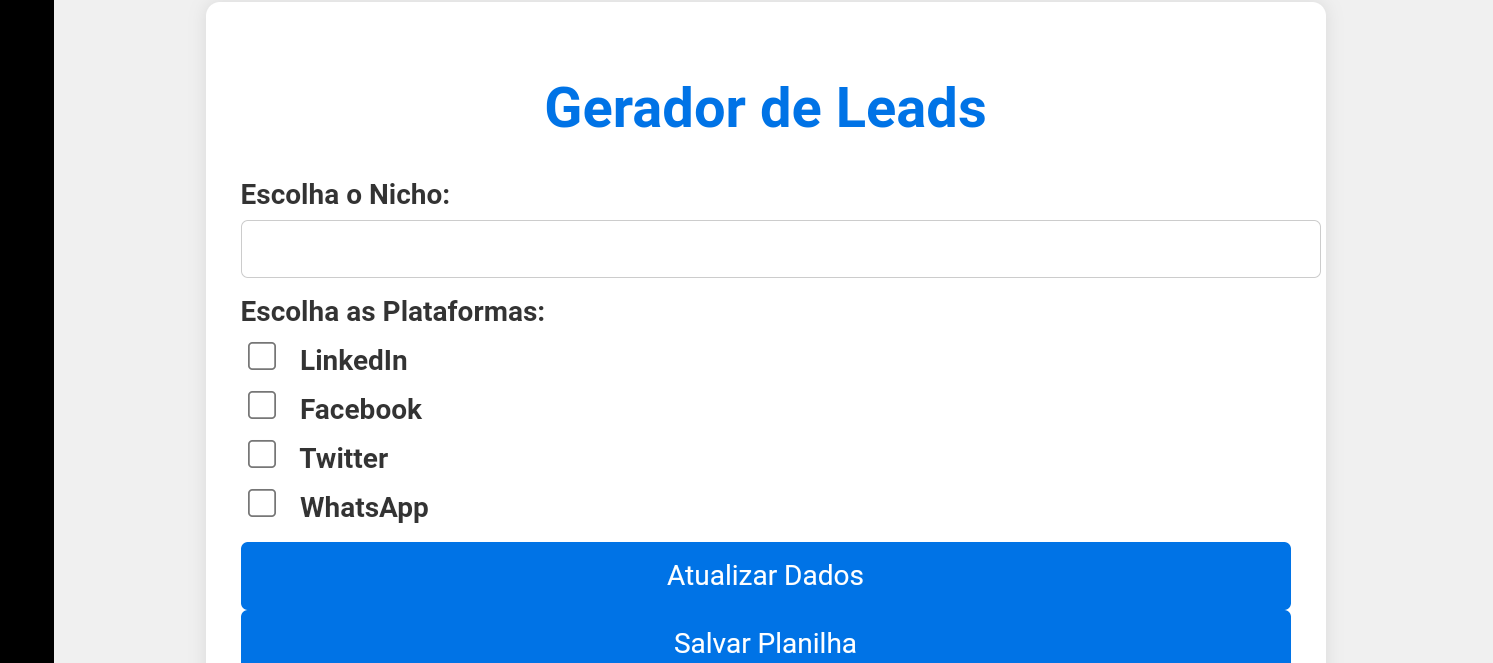 Gerador de Leads
Escolha o Nicho:
Escolha as Plataformas:
LinkedIn
Facebook
Twitter
WhatsApp
Atualizar Dados
Salvar Planilha